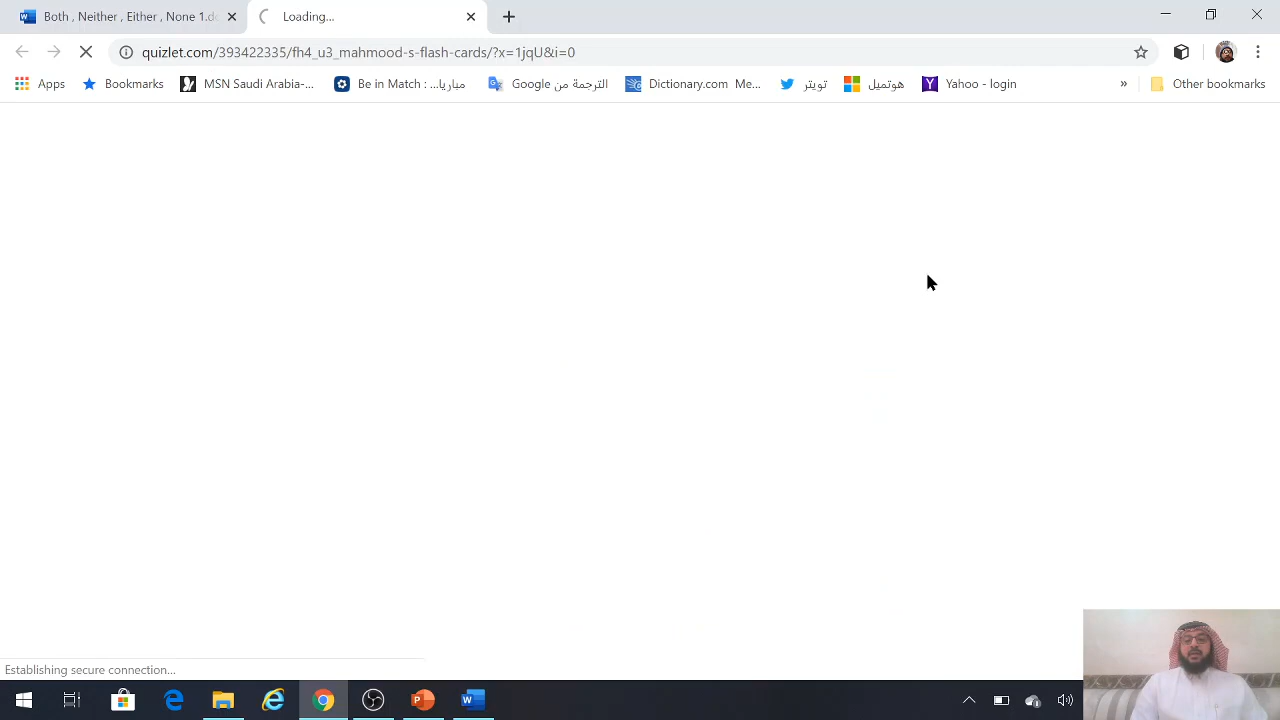 Both , Neither , Either , None 1.do
Loading...
quizlet.com/393422335/fh4_u3_mahmood-s-flash-cards/?x=1jqU&i=0
Apps
Bookmarks
MSN Saudi Arabia-...
Be in Match : مباريا...
الترجمة من Google
Dictionary.com Me...
تويتر
هوتميل
Yahoo - login
»
Other bookmarks
Establishing secure connection...